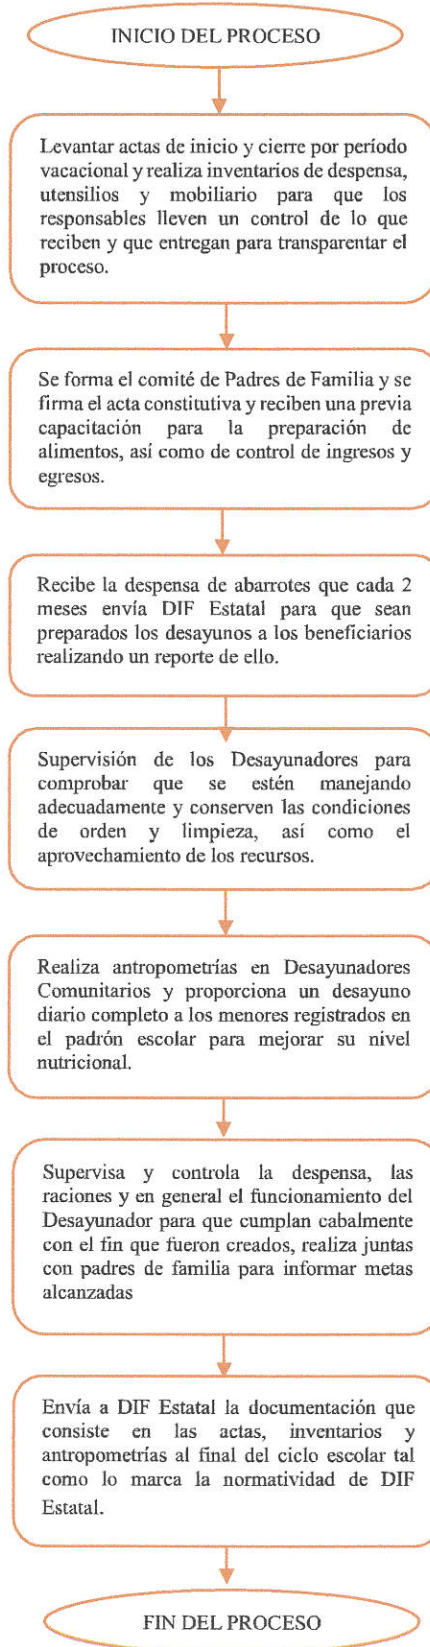 INICIO DEL PROCESO
Levantar actas de inicio y cierre por período
vacacional y realiza inventarios de despensa,
utensilios y mobiliario para que los
responsables lleven un control de lo que
reciben y que entregan para transparentar el
proceso.
Se forma el comité de Padres de Familia y se
firma el acta constitutiva y reciben una previa
capacitación para la preparación de
alimentos, así como de control de ingresos y
egresos.
Recibe la despensa de abarrotes que cada 2
meses envía DIF Estatal para que sean
preparados los desayunos a los beneficiarios
realizando un reporte de ello.
Supervisión de los Desayunadores para
comprobar que se estén manejando
adecuadamente y conserven las condiciones
de orden y limpieza, así como el
aprovechamiento de los recursos.
Realiza antropometrías en Desayunadores
Comunitarios y proporciona un desayuno
diario completo a los menores registrados en
el padrón escolar para mejorar su nivel
nutricional.
Supervisa y controla la despensa, las
raciones y en general el funcionamiento del
Desayunador para que cumplan cabalmente
con el fin que fueron creados, realiza juntas
con padres de familia para informar metas
alcanzadas
Envía a DIF Estatal la documentación que
consiste en las actas, inventarios y
antropometrías al final del ciclo escolar tal
como lo marca la normatividad de DIF
Estatal.
FIN DEL PROCESO